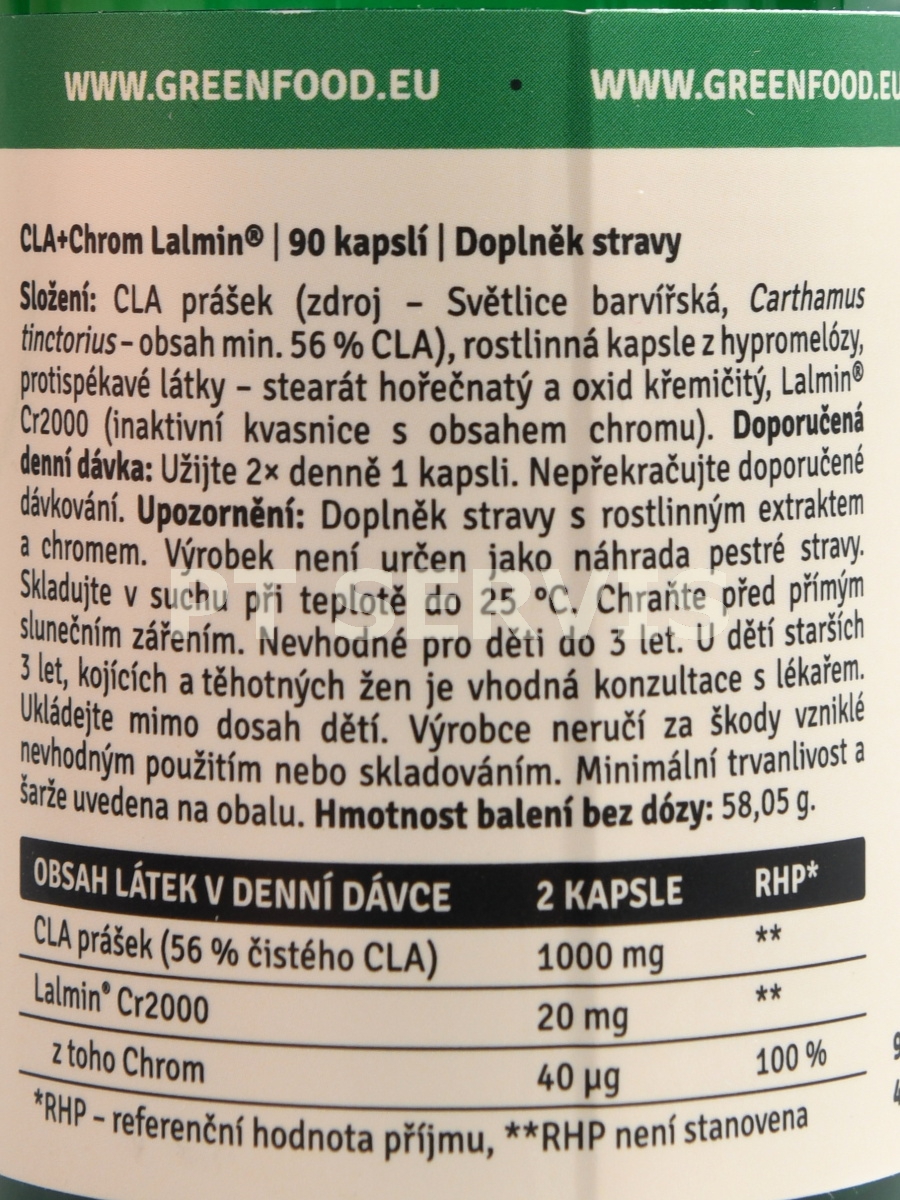 WWW.GREENFOOD.EU • WWW.GREENFOOD.EU
CLA+Chrom Lalmin® | 90 kapslí | Doplněk stravy
Složení: CLA prášek (zdroj – Světlice barvířská, Carthamus
tinctorius – obsah min. 56 % CLA), rostlinná kapsle z hypromelózy,
protispékavé látky – stearát hořečnatý a oxid křemičitý, Lalmin®
Cr2000 (inaktivní kvasnice s obsahem chromu). Doporučená
denní dávka: Užijte 2× denně 1 kapsli. Nepřekračujte doporučené
dávkování. Upozornění: Doplněk stravy s rostlinným extraktem
a chromem. Výrobek není určen jako náhrada pestré stravy.
Skladujte v suchu při teplotě do 25 °C. Chraňte před přímým
slunečním zářením. Nevhodné pro děti do 3 let. U dětí starších
3 let, kojících a těhotných žen je vhodná konzultace s lékařem.
Ukládejte mimo dosah dětí. Výrobce neručí za škody vzniklé
nevhodným použitím nebo skladováním. Minimální trvanlivost a
šarže uvedena na obalu. Hmotnost balení bez dózy: 58,05 g.
PT SERVIS
OBSAH LÁTEK V DENNÍ DÁVCE 2 KAPSLE RHP*
CLA prášek (56 % čistého CLA) 1000 mg **
Lalmin® Cr2000 20 mg **
z toho Chrom 40 µg 100 %
*RHP – referenční hodnota příjmu, **RHP není stanovena